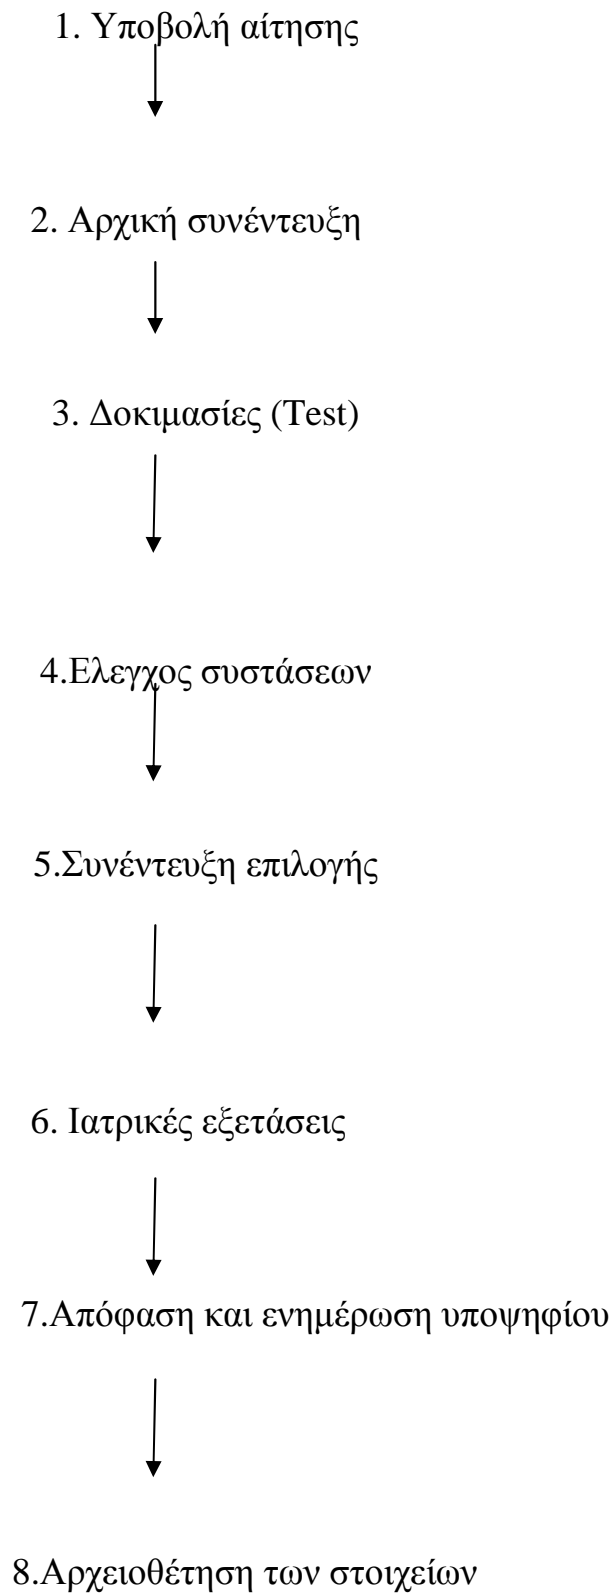 1. Υποβολή αίτησης
2. Αρχική συνέντευξη
3. Δοκιμασίες (Test)
4.Ελεγχος συστάσεων
5.Συνέντευξη επιλογής
6. Ιατρικές εξετάσεις
7.Απόφαση και ενημέρωση υποψηφίου
8.Αρχειοθέτηση των στοιχείων